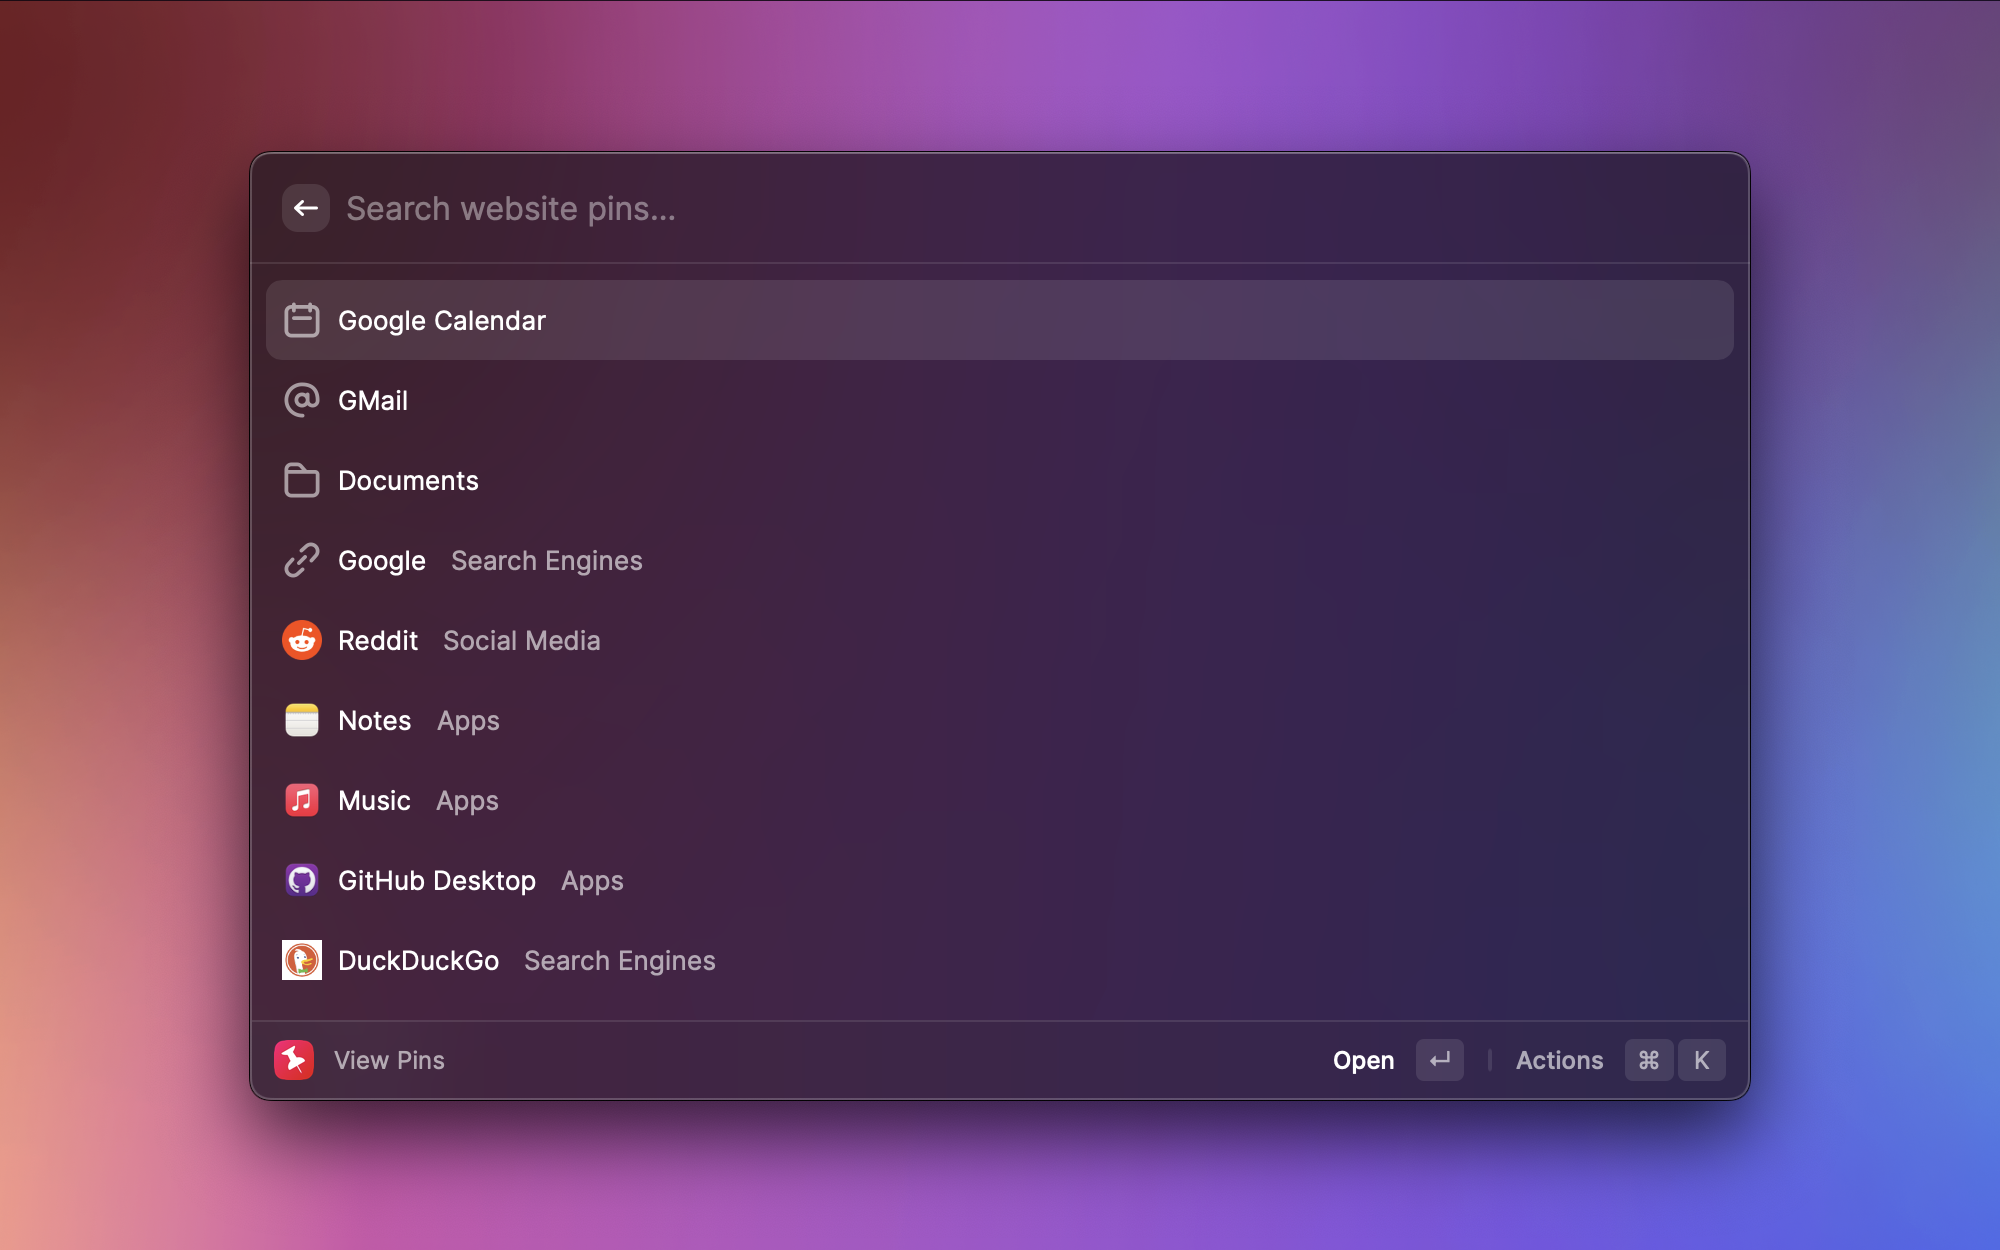 Search website pins...
Google Calendar
GMail
Documents
Google Search Engines
Reddit Social Media
Notes Apps
Music Apps
GitHub Desktop Apps
DuckDuckGo Search Engines
View Pins Open ↵ Actions ⌘ K